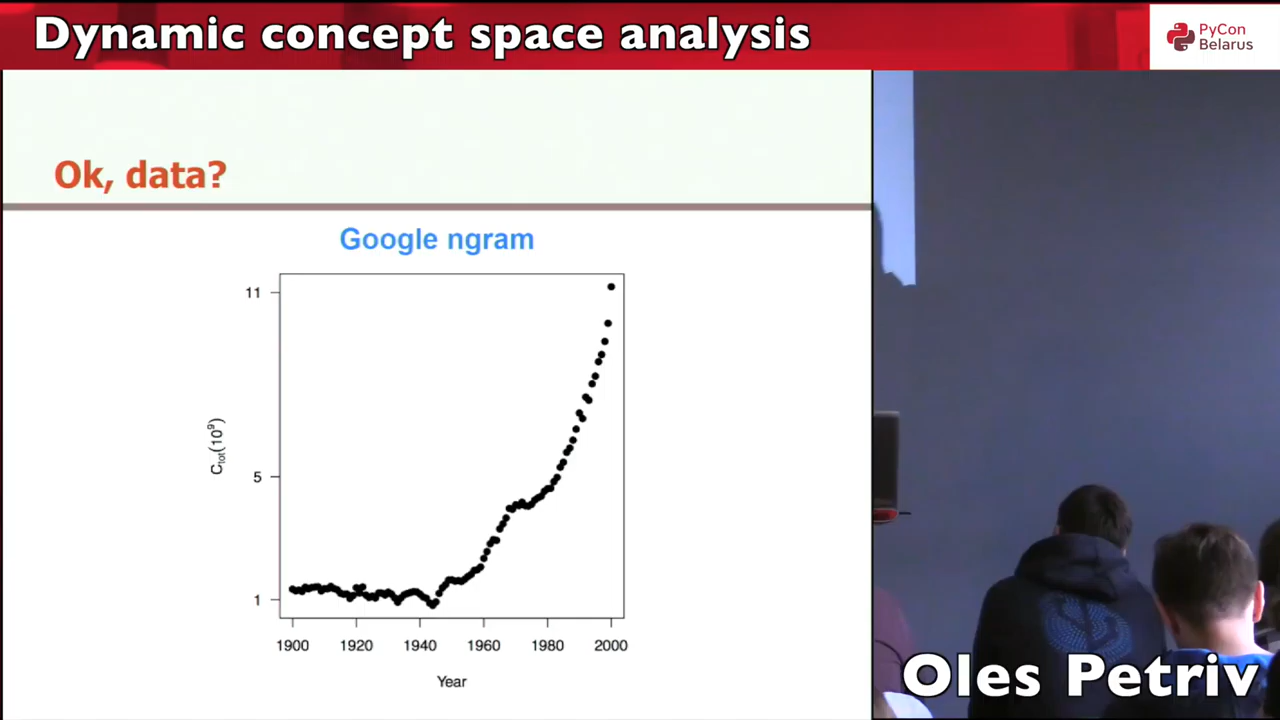 Dynamic concept space analysis
PyCon
Belarus
Ok, data?
Google ngram
11
5
1
Ctot(10⁹)
1900 1920 1940 1960 1980 2000
Year
Oles Petriv